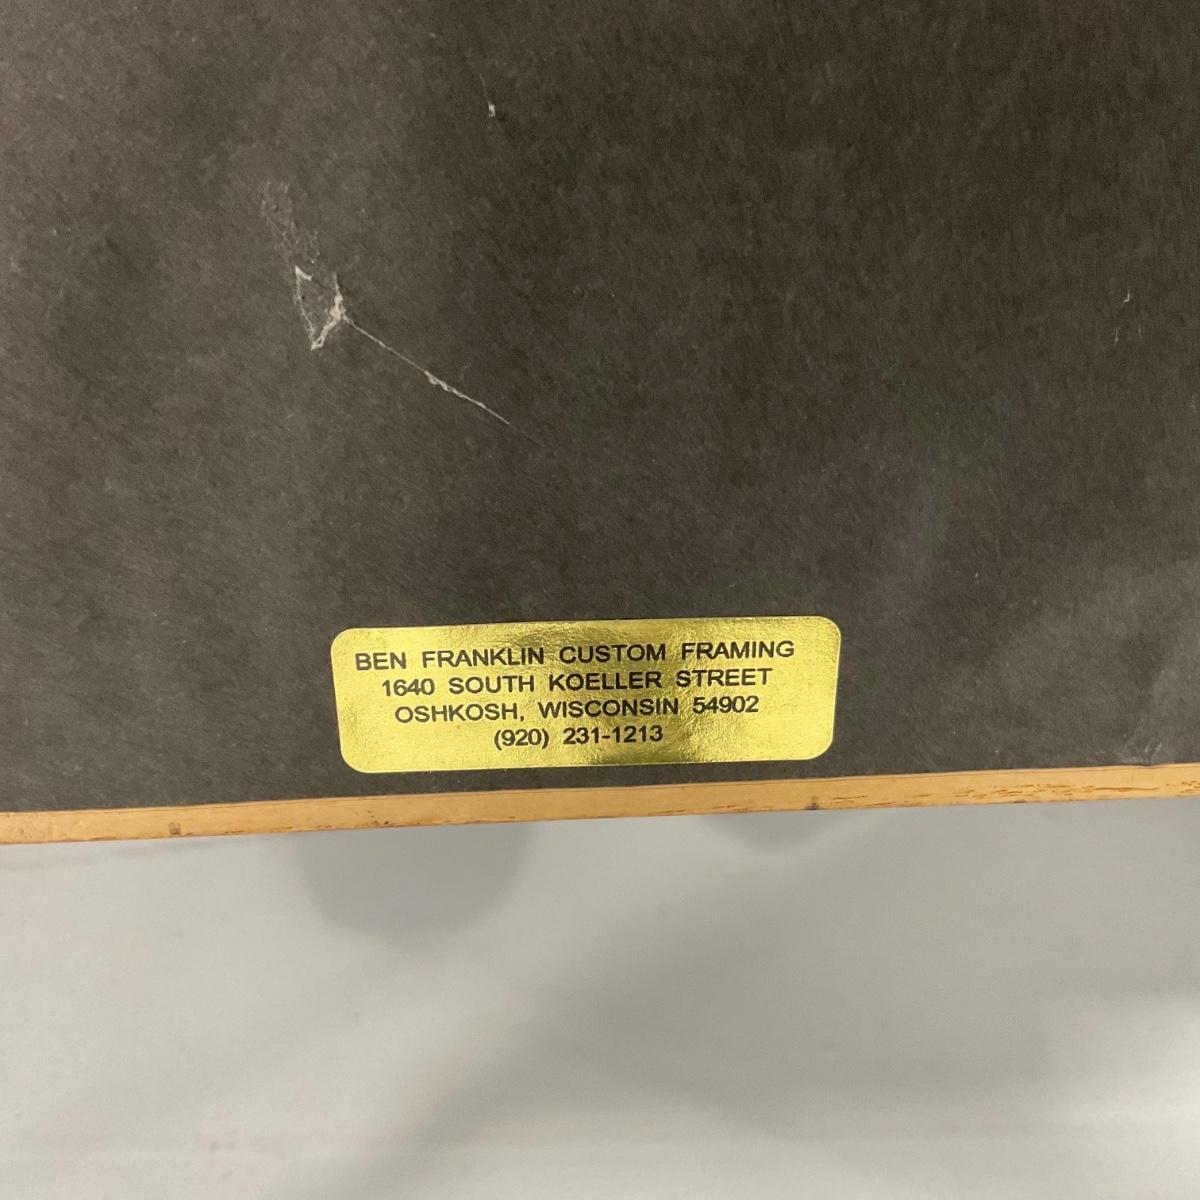 BEN FRANKLIN CUSTOM FRAMING
1640 SOUTH KOELLER STREET
OSHKOSH, WISCONSIN 54902
(920) 231-1213